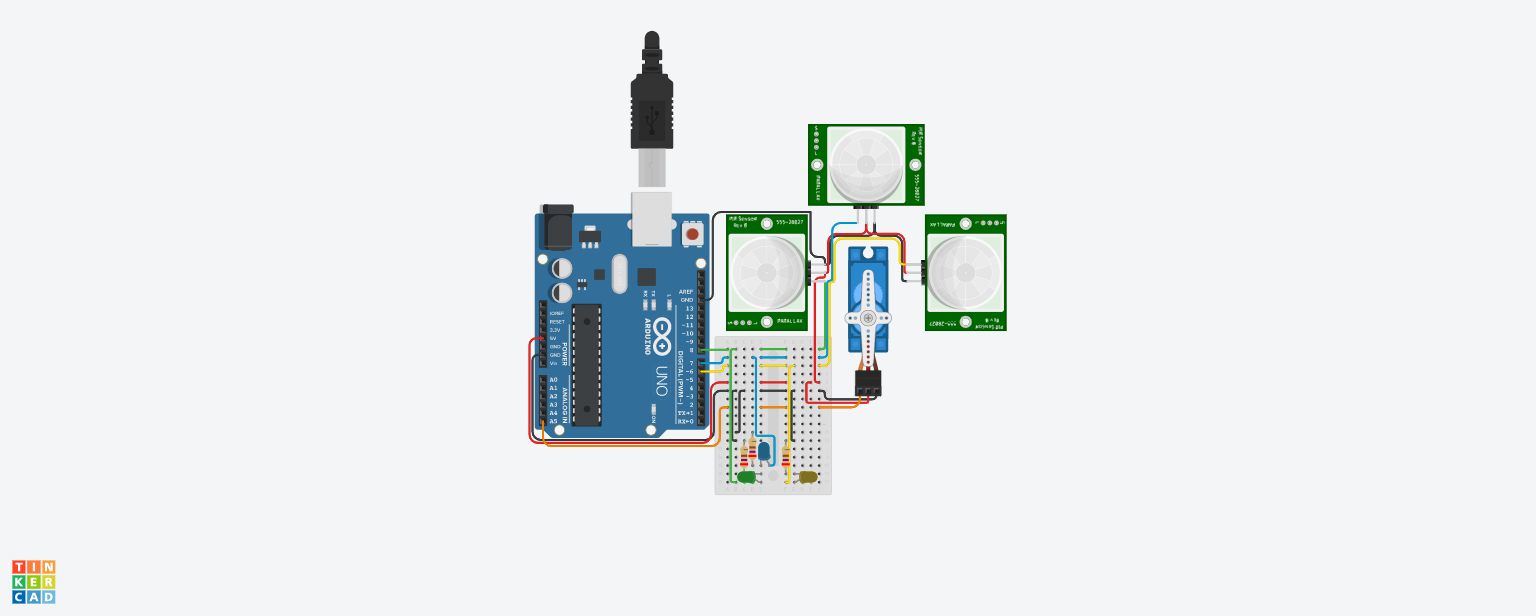 PIR Sensor
Rev B
555-28027
PARALLAX
PIR Sensor
Rev B
555-28027
PARALLAX
PIR Sensor
Rev B
555-28027
PARALLAX
AREF
GND
13
12
~11
~10
~9
8
7
~6
~5
4
~3
2
TX→1
RX←0
DIGITAL (PWM~)
IOREF
RESET
3.3V
5V
GND
GND
Vin
POWER
A0
A1
A2
A3
A4
A5
ANALOG IN
RX
TX
L
ON
ARDUINO
UNO
TIN
KER
CAD